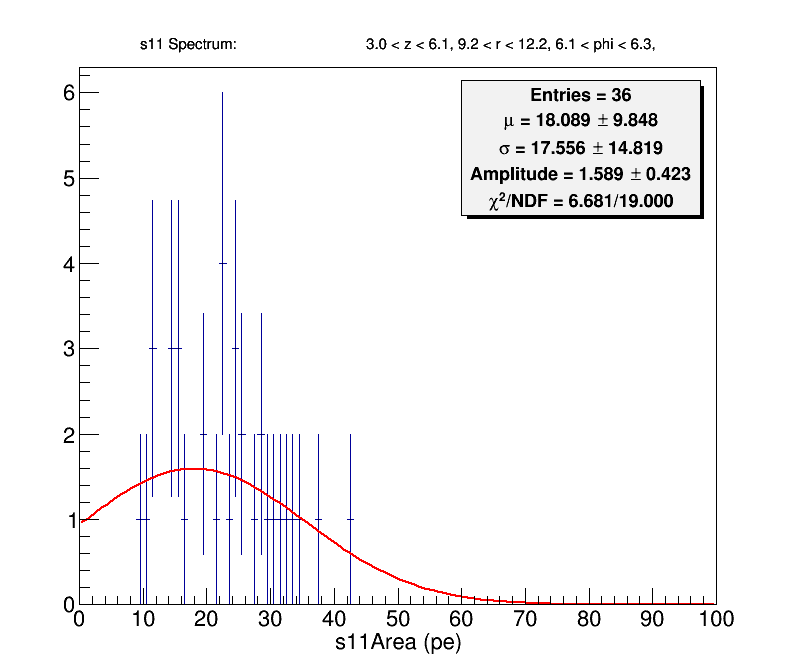 s11 Spectrum: 3.0 < z < 6.1, 9.2 < r < 12.2, 6.1 < phi < 6.3,
Entries = 36
μ = 18.089 ± 9.848
σ = 17.556 ± 14.819
Amplitude = 1.589 ± 0.423
χ²/NDF = 6.681/19.000
6
5
4
3
2
1
0
0 10 20 30 40 50 60 70 80 90 100
s11Area (pe)